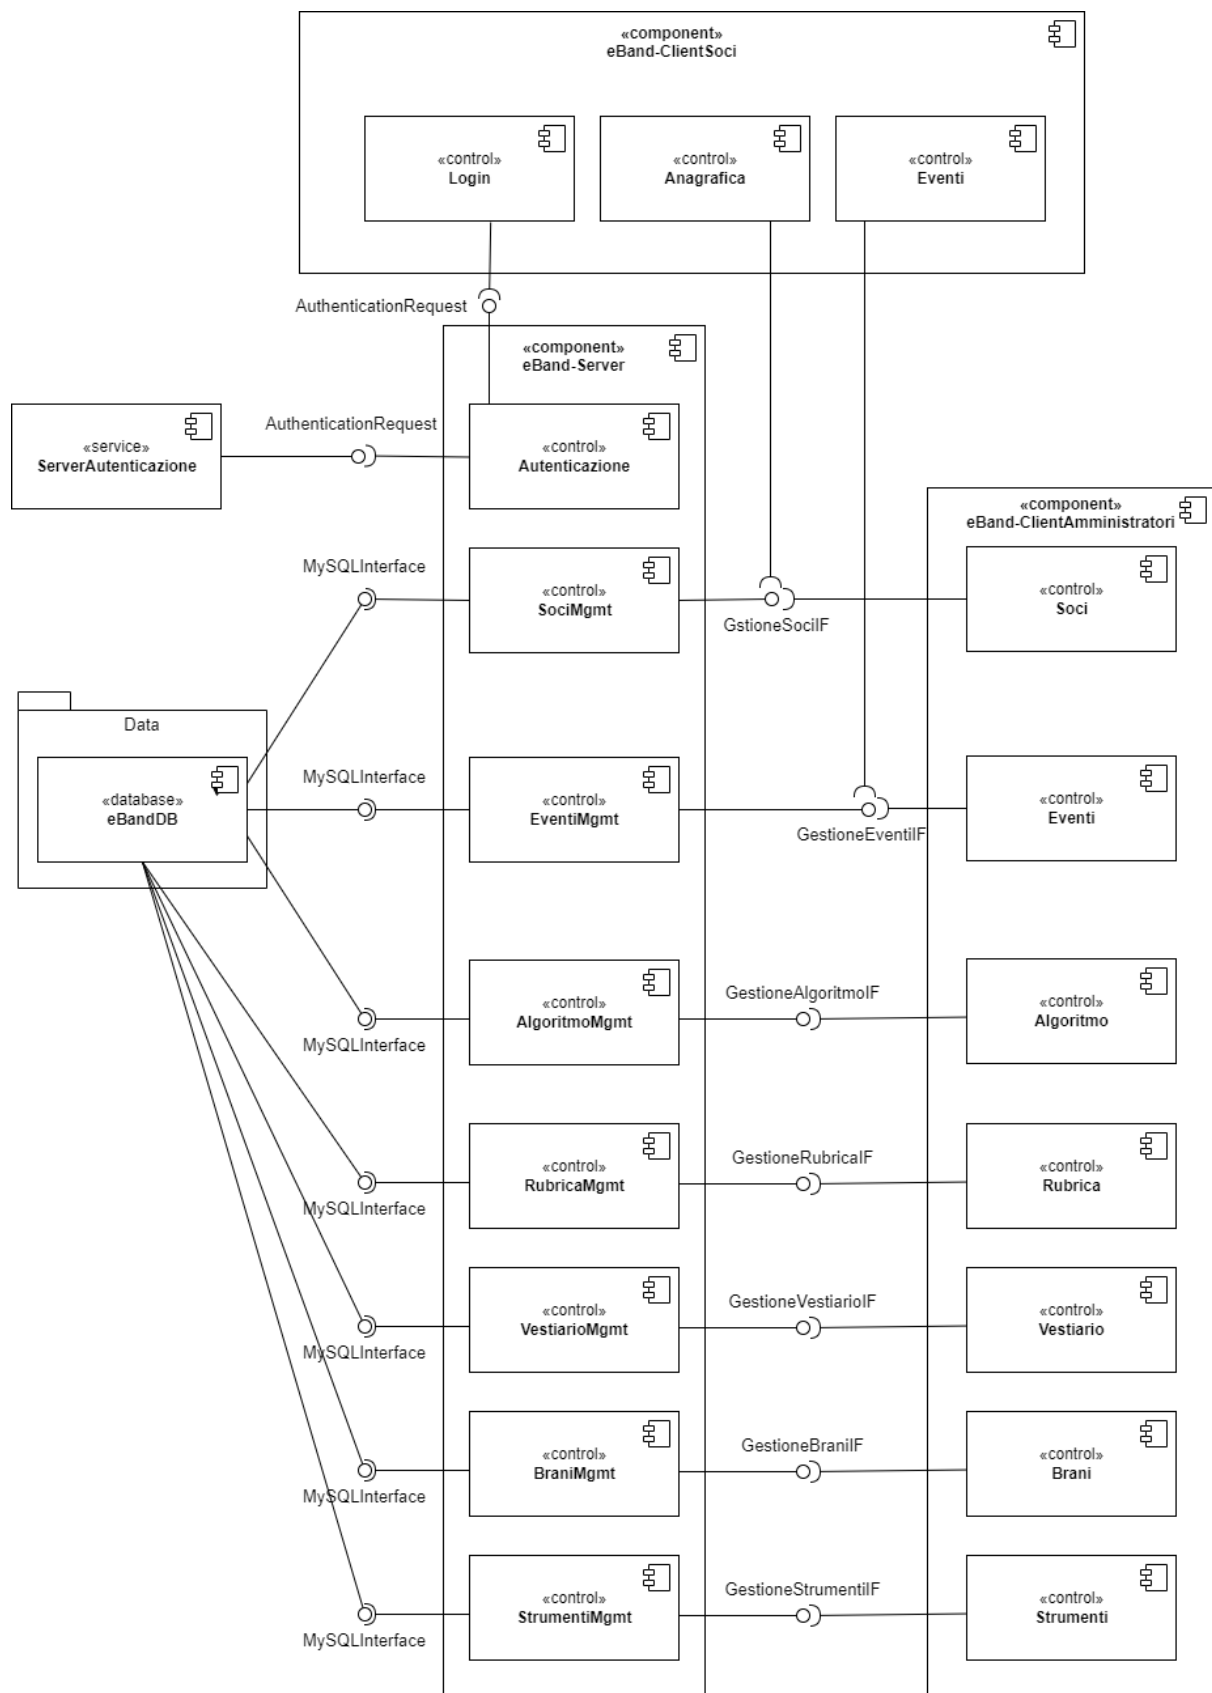 «component»
eBand-ClientSoci
«control»
Login
«control»
Anagrafica
«control»
Eventi
AuthenticationRequest
«component»
eBand-Server
«service»
ServerAutenticazione
AuthenticationRequest
«control»
Autenticazione
«component»
eBand-ClientAmministratori
MySQLInterface
«control»
SociMgmt
GstioneSociIF
«control»
Soci
Data
«database»
eBandDB
MySQLInterface
«control»
EventiMgmt
GestioneEventiIF
«control»
Eventi
MySQLInterface
«control»
AlgoritmoMgmt
GestioneAlgoritmoIF
«control»
Algoritmo
MySQLInterface
«control»
RubricaMgmt
GestioneRubricaIF
«control»
Rubrica
MySQLInterface
«control»
VestiarioMgmt
GestioneVestiarioIF
«control»
Vestiario
MySQLInterface
«control»
BraniMgmt
GestioneBraniIF
«control»
Brani
MySQLInterface
«control»
StrumentiMgmt
GestioneStrumentiIF
«control»
Strumenti